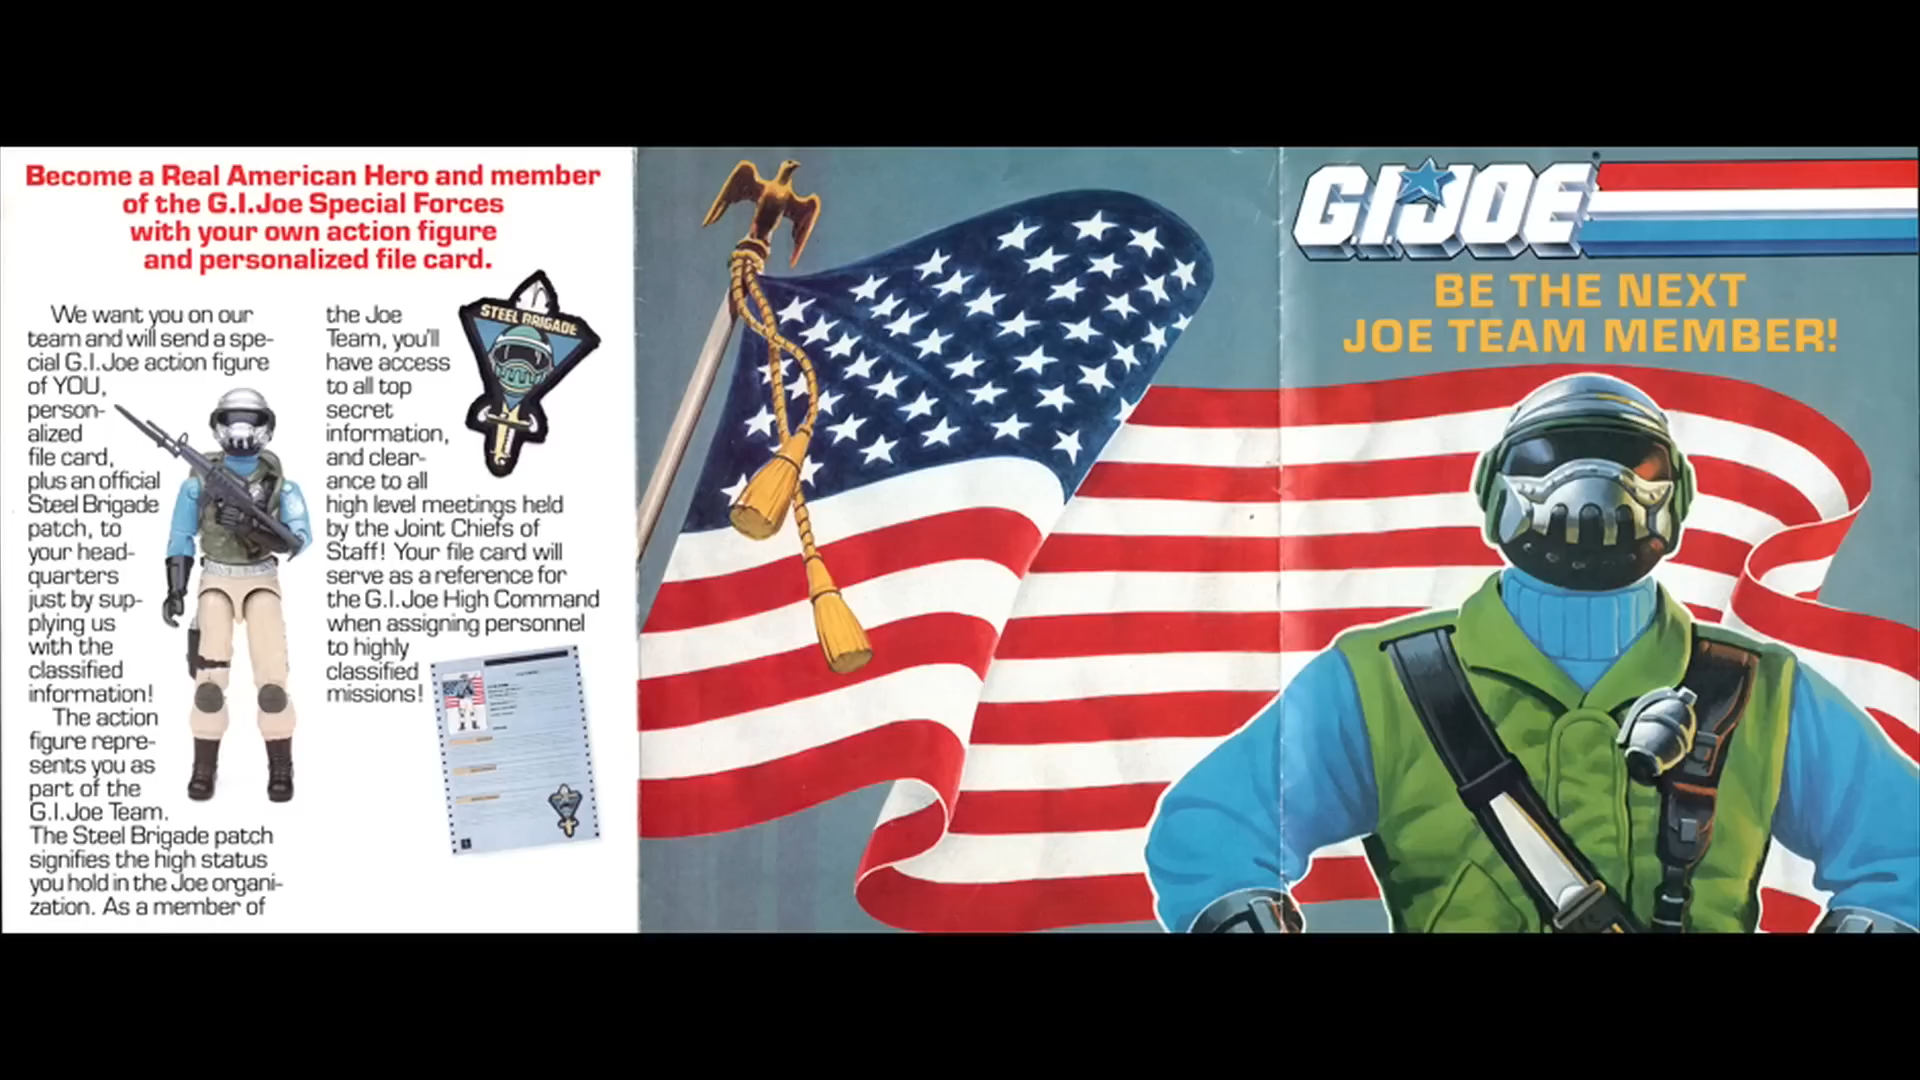 Become a Real American Hero and member
of the G.I.Joe Special Forces
with your own action figure
and personalized file card.
We want you on our
team and will send a spe-
cial G.I.Joe action figure
of YOU,
person-
alized
file card,
plus an official
Steel Brigade
patch, to
your head-
quarters
just by sup-
plying us
with the
classified
information!
The action
figure repre-
sents you as
part of the
G.I.Joe Team.
The Steel Brigade patch
signifies the high status
you hold in the Joe organi-
zation. As a member of
the Joe
Team, you'll
have access
to all top
secret
information,
and clear-
ance to all
high level meetings held
by the Joint Chiefs of
Staff! Your file card will
serve as a reference for
the G.I.Joe High Command
when assigning personnel
to highly
classified
missions!
STEEL BRIGADE
G.I.JOE
BE THE NEXT
JOE TEAM MEMBER!